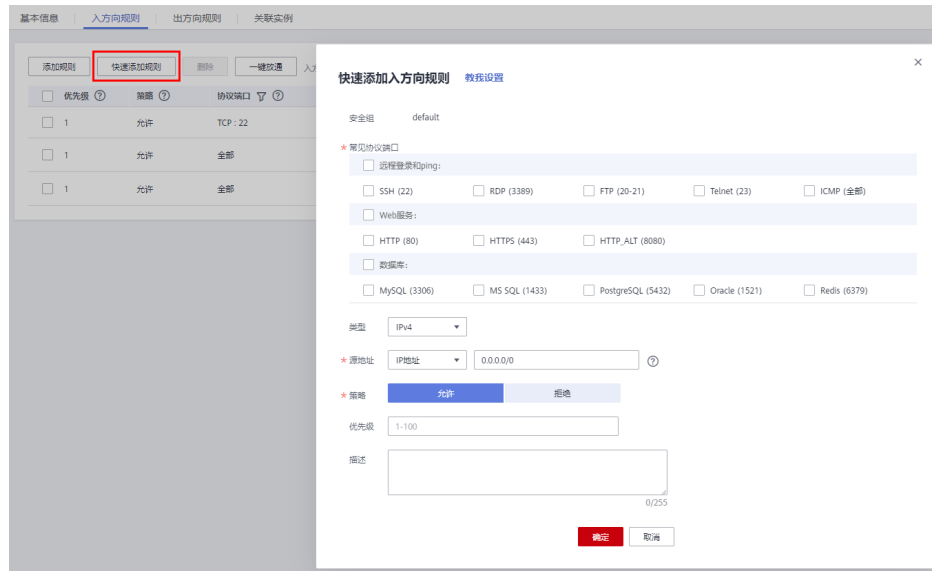 基本信息 入方向规则 出方向规则 关联实例
添加规则 快速添加规则 删除 一键放通
优先级 策略 协议端口
1 允许 TCP : 22
1 允许 全部
1 允许 全部
快速添加入方向规则 教我设置
安全组 default
* 常见协议端口
远程登录和ping:
SSH (22) RDP (3389) FTP (20-21) Telnet (23) ICMP (全部)
Web服务:
HTTP (80) HTTPS (443) HTTP_ALT (8080)
数据库:
MySQL (3306) MS SQL (1433) PostgreSQL (5432) Oracle (1521) Redis (6379)
类型 IPv4
* 源地址 IP地址 0.0.0.0/0
* 策略 允许 拒绝
优先级 1-100
描述
0/255
确定 取消